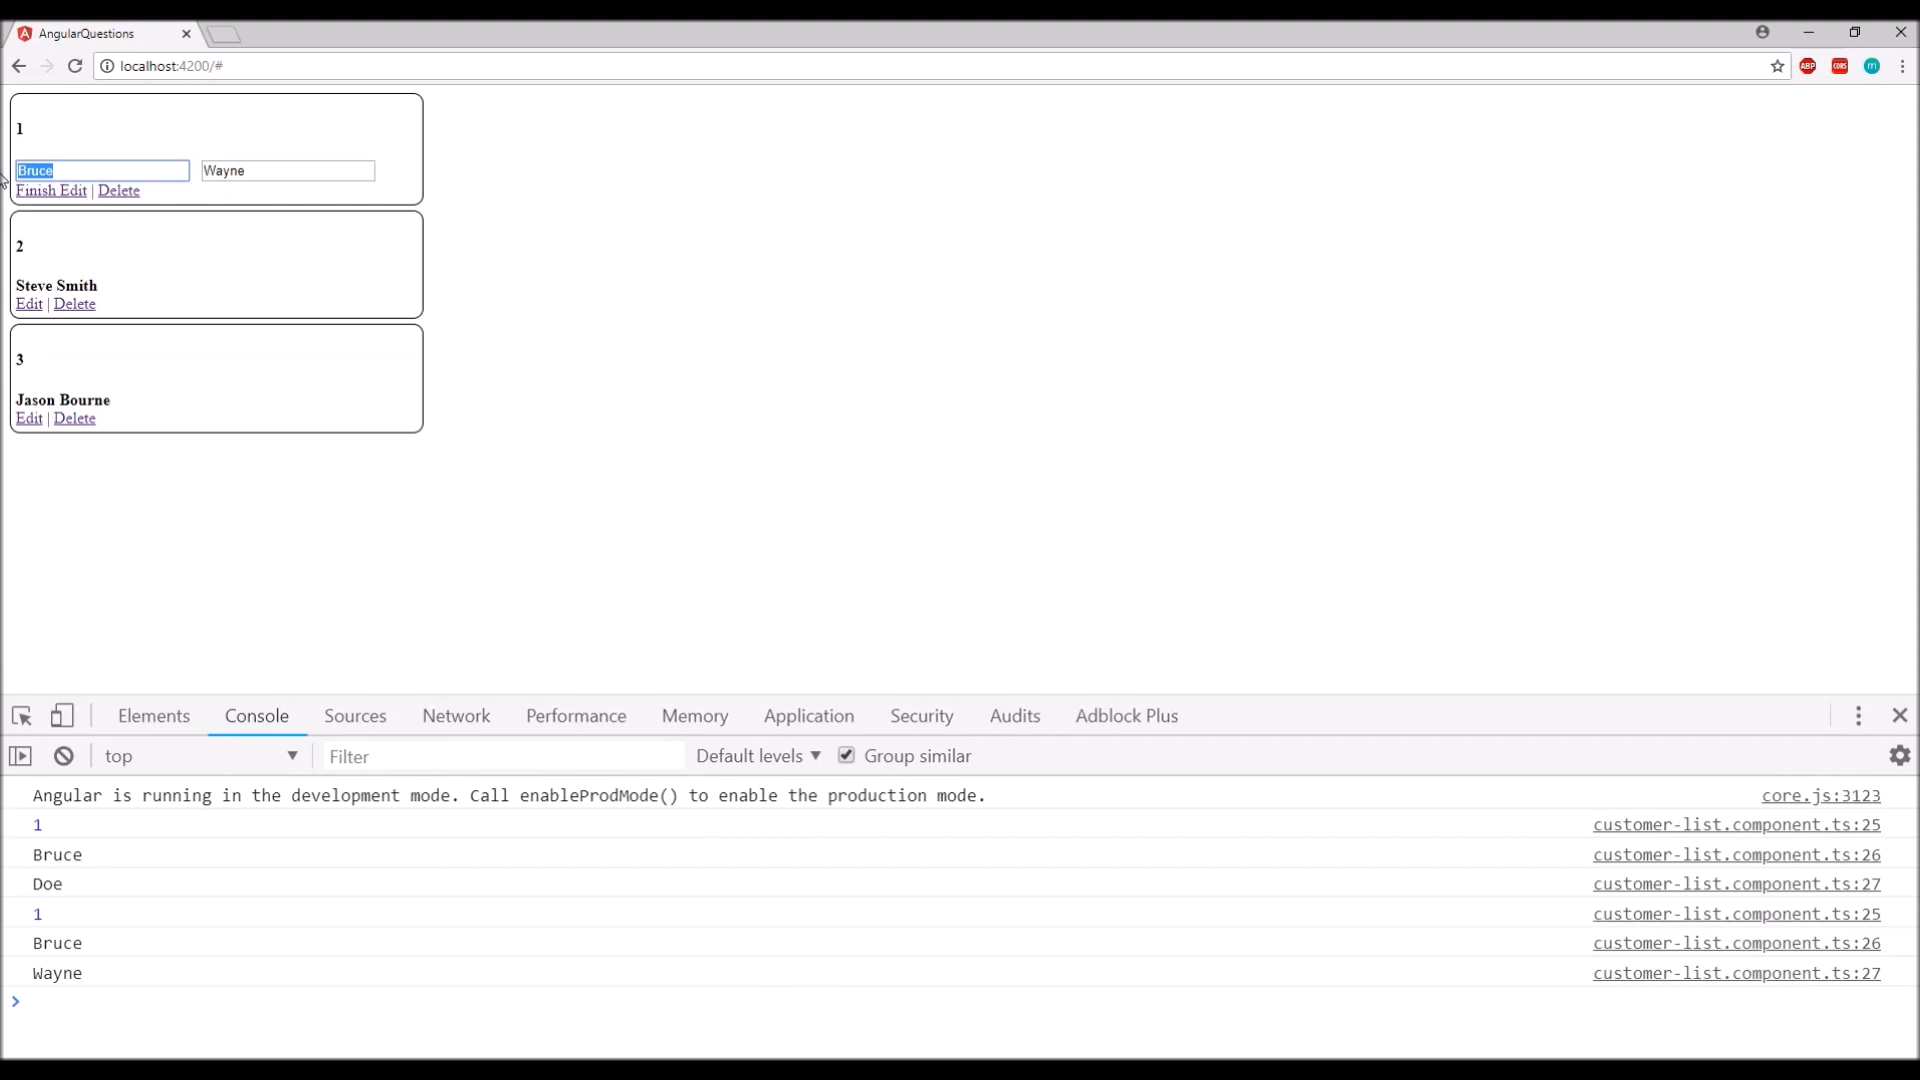 AngularQuestions
localhost:4200/#
ABP
CORS
m
1
Bruce Wayne
Finish Edit | Delete
2
Steve Smith
Edit | Delete
3
Jason Bourne
Edit | Delete
Elements Console Sources Network Performance Memory Application Security Audits Adblock Plus
top Filter Default levels Group similar
Angular is running in the development mode. Call enableProdMode() to enable the production mode. core.js:3123
1 customer-list.component.ts:25
Bruce customer-list.component.ts:26
Doe customer-list.component.ts:27
1 customer-list.component.ts:25
Bruce customer-list.component.ts:26
Wayne customer-list.component.ts:27
>